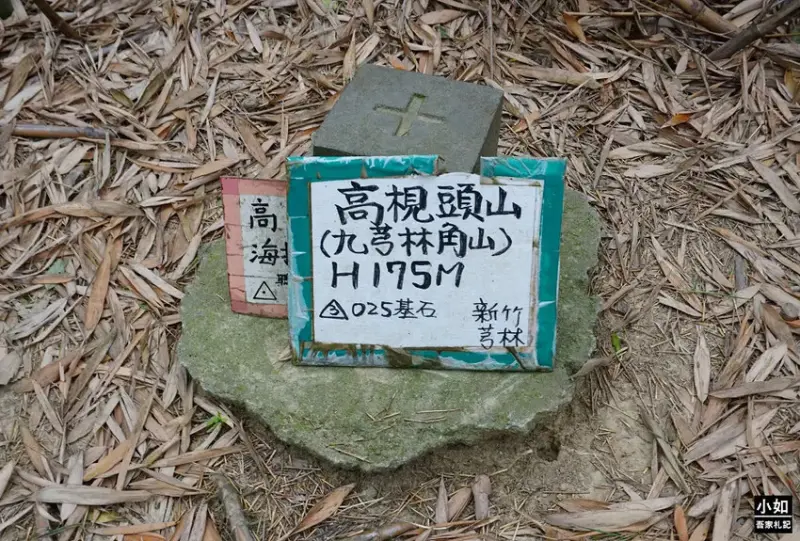 高梘頭山
(九芎林角山)
H175M
△3 025基石
新竹
芎林
高
海
小如
吾家札記